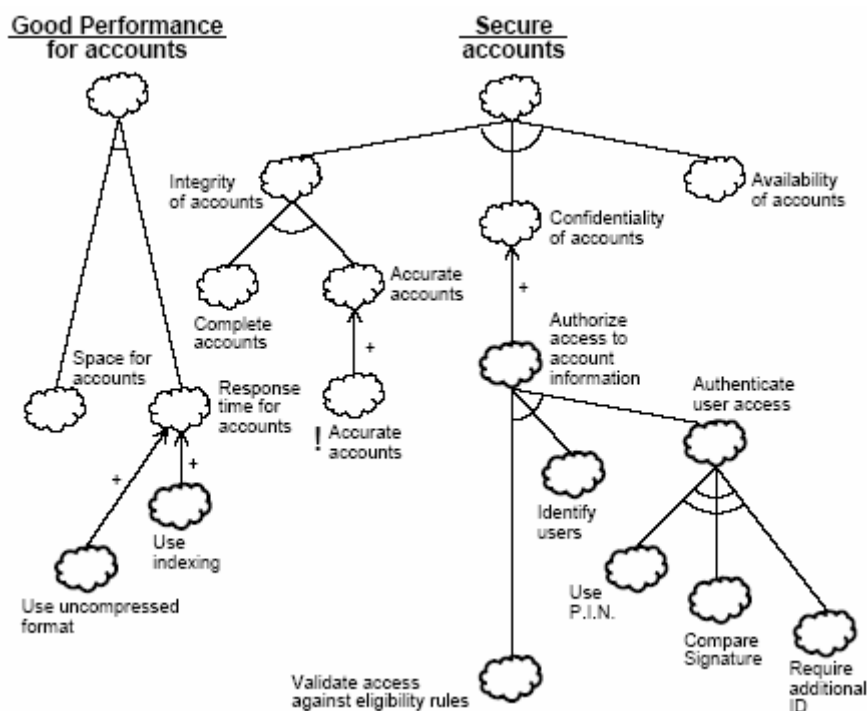 Good Performance
for accounts
Secure
accounts
Integrity
of accounts
Availability
of accounts
Confidentiality
of accounts
Accurate
accounts
+
Complete
accounts
Authorize
access to
account
information
+
Space for
accounts
Response
time for
accounts
! Accurate
accounts
Authenticate
user access
+
+
Use
indexing
Identify
users
Use uncompressed
format
Use
P.I.N.
Compare
Signature
Require
additional
ID
Validate access
against eligibility rules